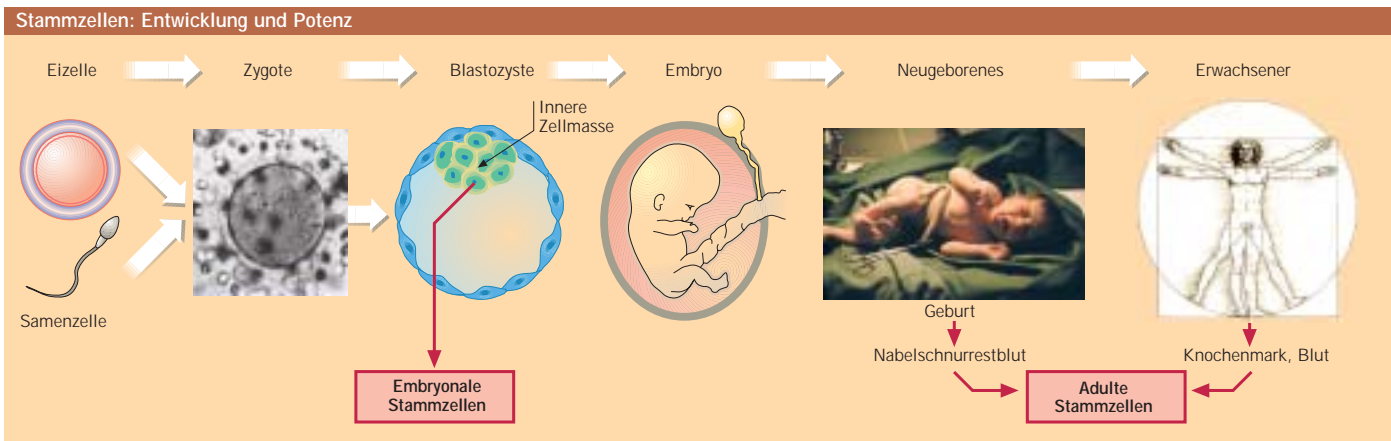 Stammzellen: Entwicklung und Potenz
Eizelle
Zygote
Blastozyste
Embryo
Neugeborenes
Erwachsener
Innere
Zellmasse
Samenzelle
Geburt
Nabelschnurrestblut
Knochenmark, Blut
Embryonale
Stammzellen
Adulte
Stammzellen